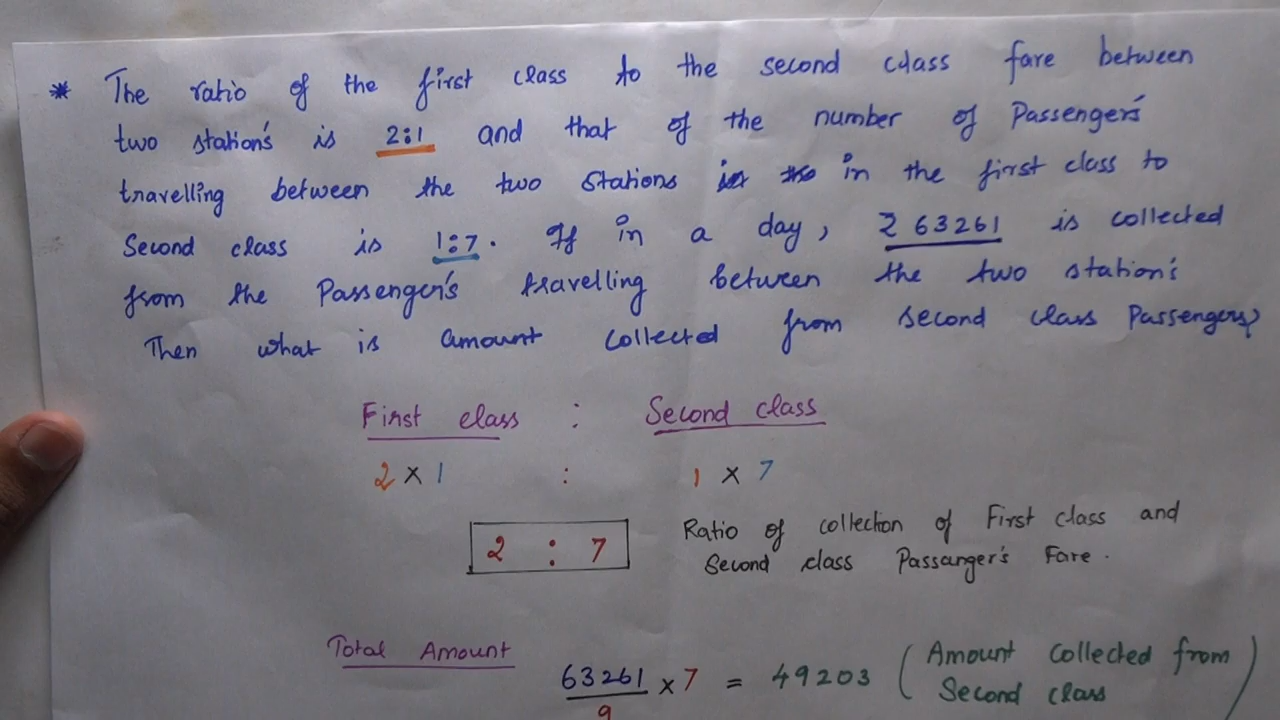 * The ratio of the first class to the second class fare between
two station's is 2:1 and that of the number of Passenger's
travelling between the two stations in the first class to
Second class is 1:7. If in a day, ₹ 63261 is collected
from the Passenger's travelling between the two station's
Then what is amount collected from second class Passengers?
First class : Second class
2 × 1 : 1 × 7
2 : 7 Ratio of collection of First class and
Second class Passanger's Fare.
Total Amount
63261/9 × 7 = 49203 ( Amount collected from
Second class )